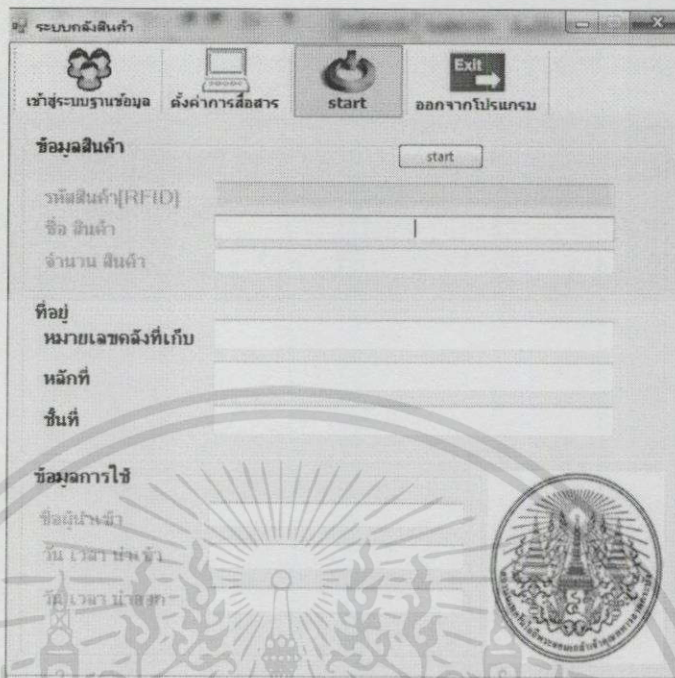 ระบบคลังสินค้า
เข้าสู่ระบบฐานข้อมูล ตั้งค่าการสื่อสาร start Exit ออกจากโปรแกรม
ข้อมูลสินค้า start
รหัสสินค้า[RFID]
ชื่อ สินค้า
จำนวน สินค้า
ที่อยู่
หมายเลขคลังที่เก็บ
หลักที่
ชั้นที่
ข้อมูลการใช้
ชื่อผู้นำเข้า
วัน เวลา นำเข้า
วัน เวลา นำออก